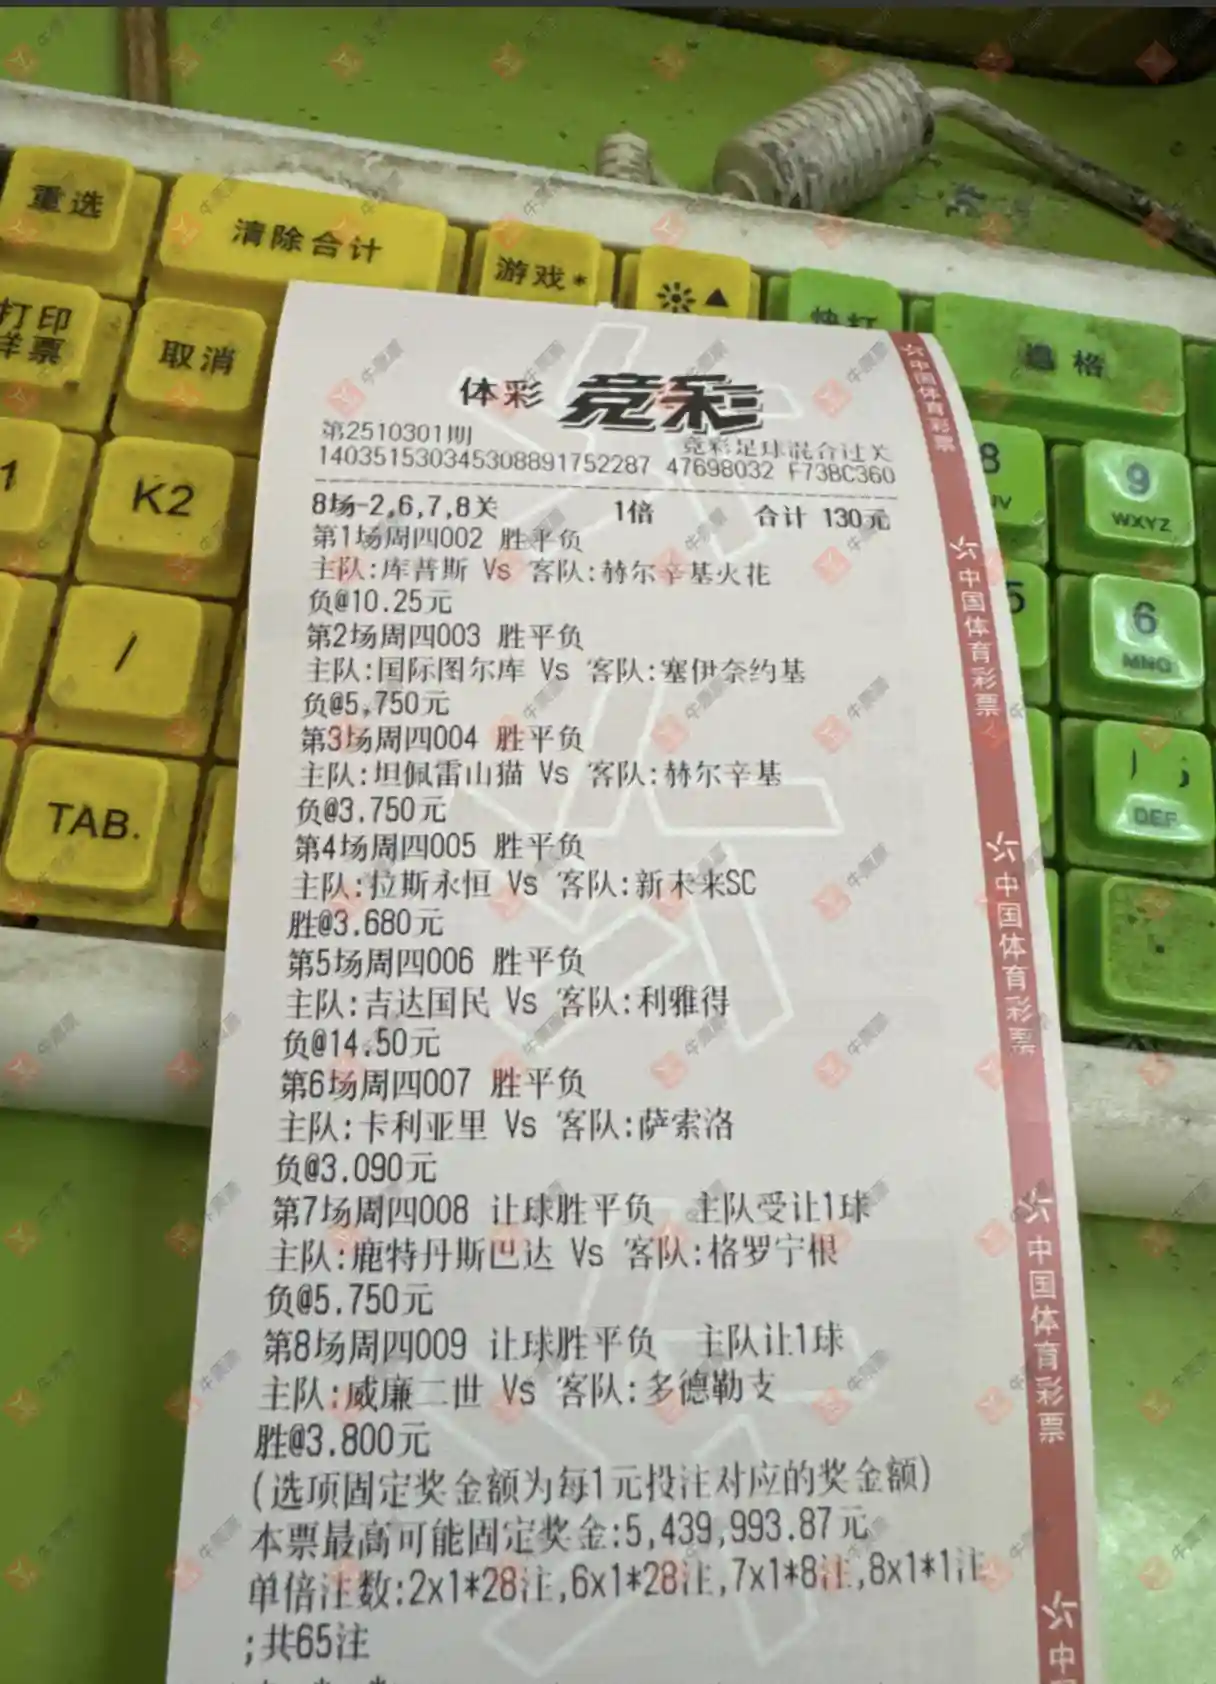 重选
清除合计
游戏*
打印
样票
取消
快打
1
K2
8
9
WXYZ
/
5
6
MNO
TAB.
DEF
体彩 竞彩
第2510301期 竞彩足球混合过关
140351530345308891752287 47698032 F73BC360
8场-2,6,7,8关 1倍 合计 130元
第1场周四002 胜平负
主队:库普斯 Vs 客队:赫尔辛基火花
负@10.25元
第2场周四003 胜平负
主队:国际图尔库 Vs 客队:塞伊奈约基
负@5,750元
第3场周四004 胜平负
主队:坦佩雷山猫 Vs 客队:赫尔辛基
负@3.750元
第4场周四005 胜平负
主队:拉斯永恒 Vs 客队:新未来SC
胜@3.680元
第5场周四006 胜平负
主队:吉达国民 Vs 客队:利雅得
负@14.50元
第6场周四007 胜平负
主队:卡利亚里 Vs 客队:萨索洛
负@3.090元
第7场周四008 让球胜平负 主队受让1球
主队:鹿特丹斯巴达 Vs 客队:格罗宁根
负@5.750元
第8场周四009 让球胜平负 主队让1球
主队:威廉二世 Vs 客队:多德勒支
胜@3.800元
(选项固定奖金额为每1元投注对应的奖金额)
本票最高可能固定奖金:5,439,993.87元
单倍注数:2x1*28注,6x1*28注,7x1*8注,8x1*1注
;共65注
中国体育彩票
中国体育彩票
中国体育彩票
中国体育彩票
中